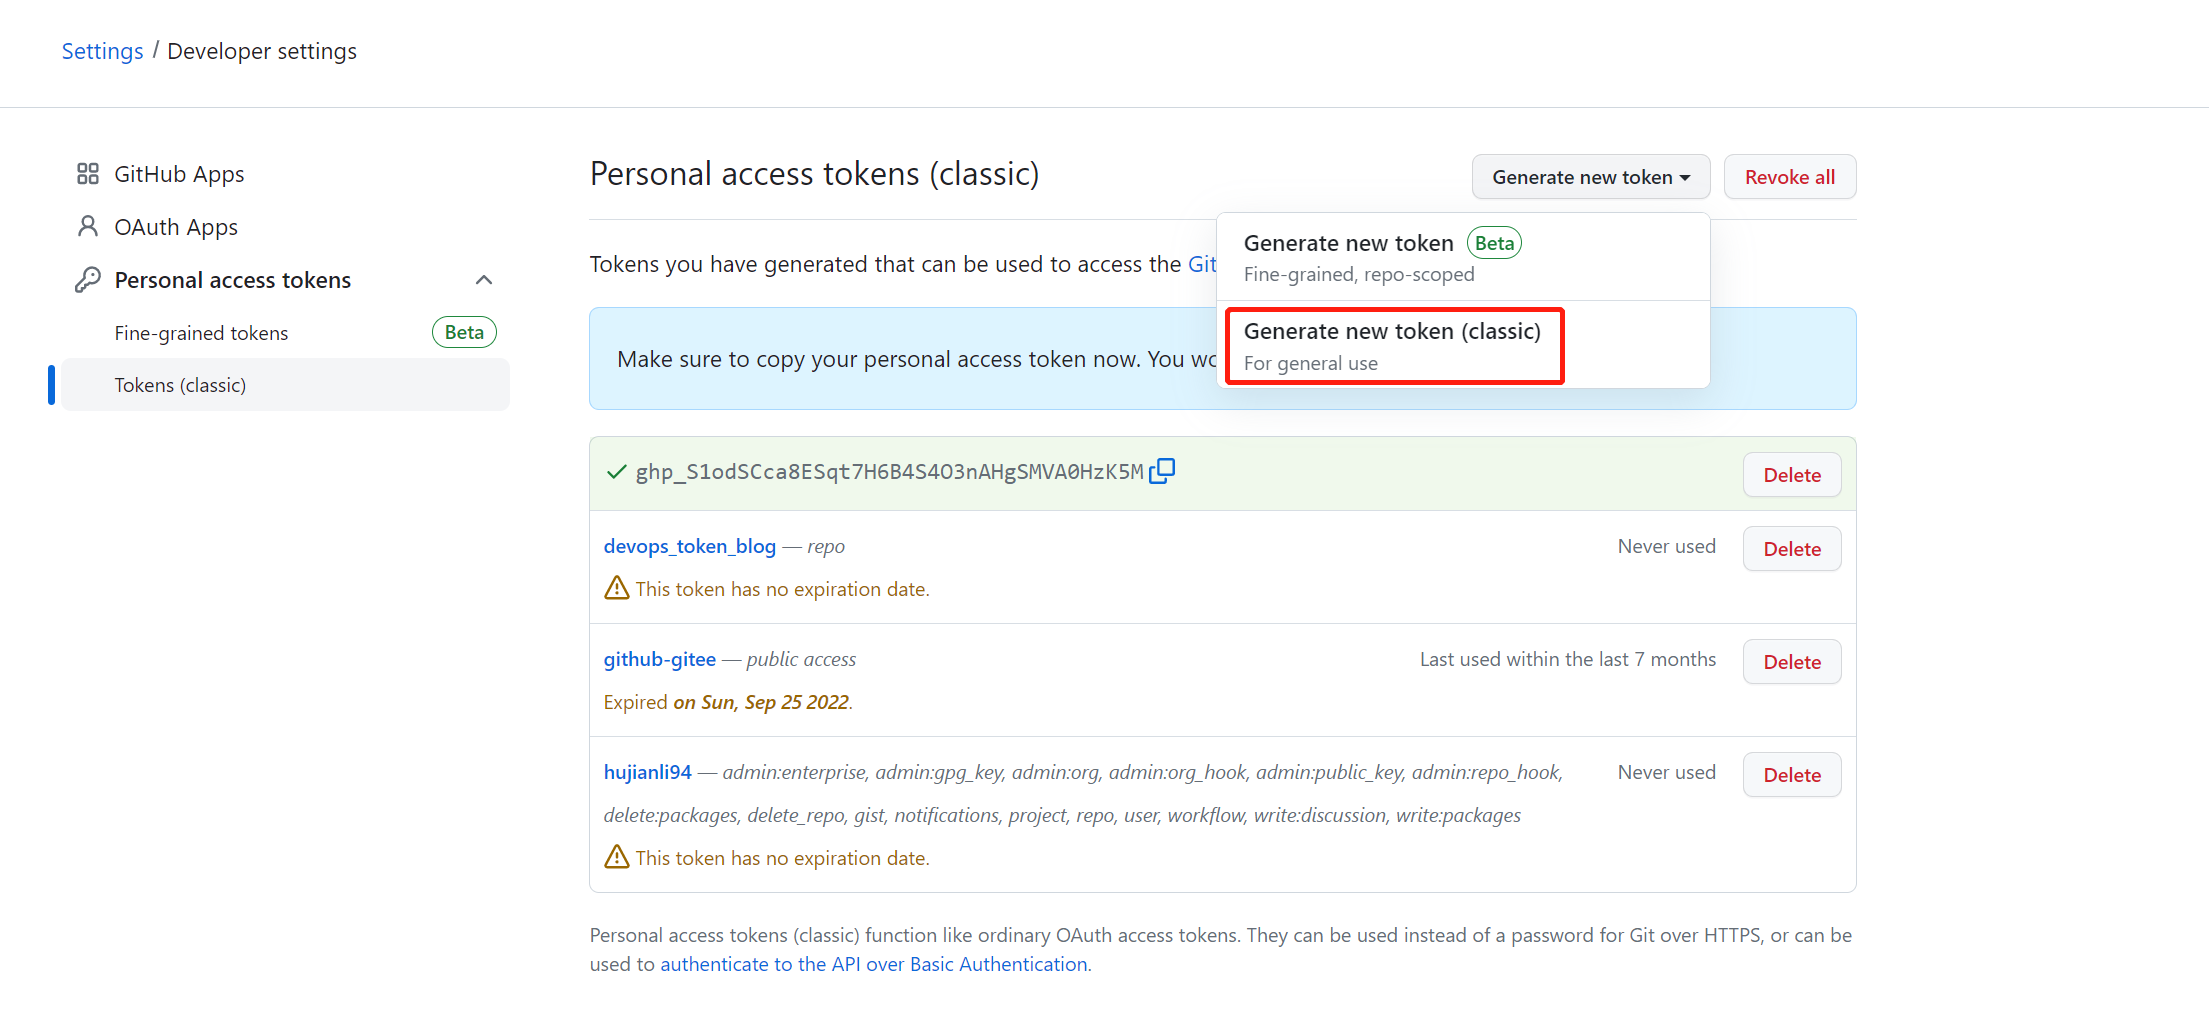 Settings / Developer settings
GitHub Apps
OAuth Apps
Personal access tokens
Fine-grained tokens Beta
Tokens (classic)
Personal access tokens (classic)
Generate new token
Revoke all
Generate new token Beta
Fine-grained, repo-scoped
Generate new token (classic)
For general use
Tokens you have generated that can be used to access the Git
Make sure to copy your personal access token now. You wo
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
Delete
devops_token_blog — repo
Never used
Delete
This token has no expiration date.
github-gitee — public access
Last used within the last 7 months
Delete
Expired on Sun, Sep 25 2022.
hujianli94 — admin:enterprise, admin:gpg_key, admin:org, admin:org_hook, admin:public_key, admin:repo_hook,
Never used
Delete
delete:packages, delete_repo, gist, notifications, project, repo, user, workflow, write:discussion, write:packages
This token has no expiration date.
Personal access tokens (classic) function like ordinary OAuth access tokens. They can be used instead of a password for Git over HTTPS, or can be
used to authenticate to the API over Basic Authentication.